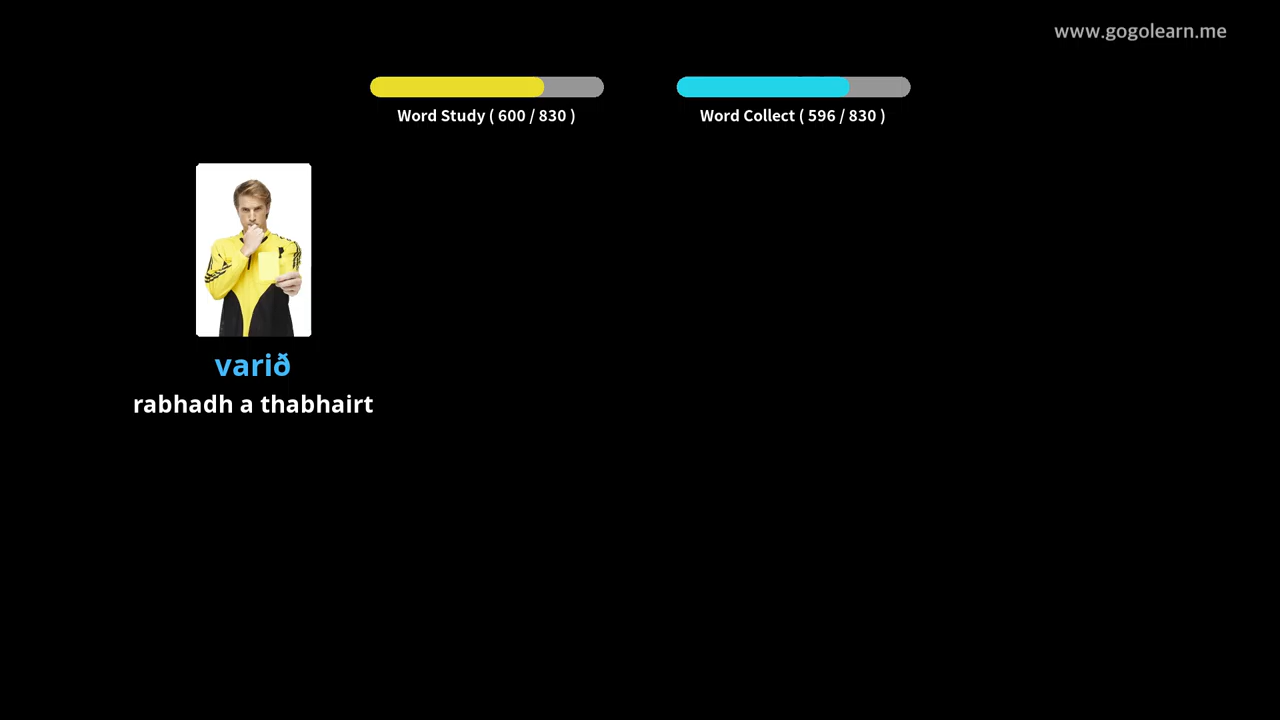 www.gogolearn.me
Word Study ( 600 / 830 )
Word Collect ( 596 / 830 )
varið
rabhadh a thabhairt